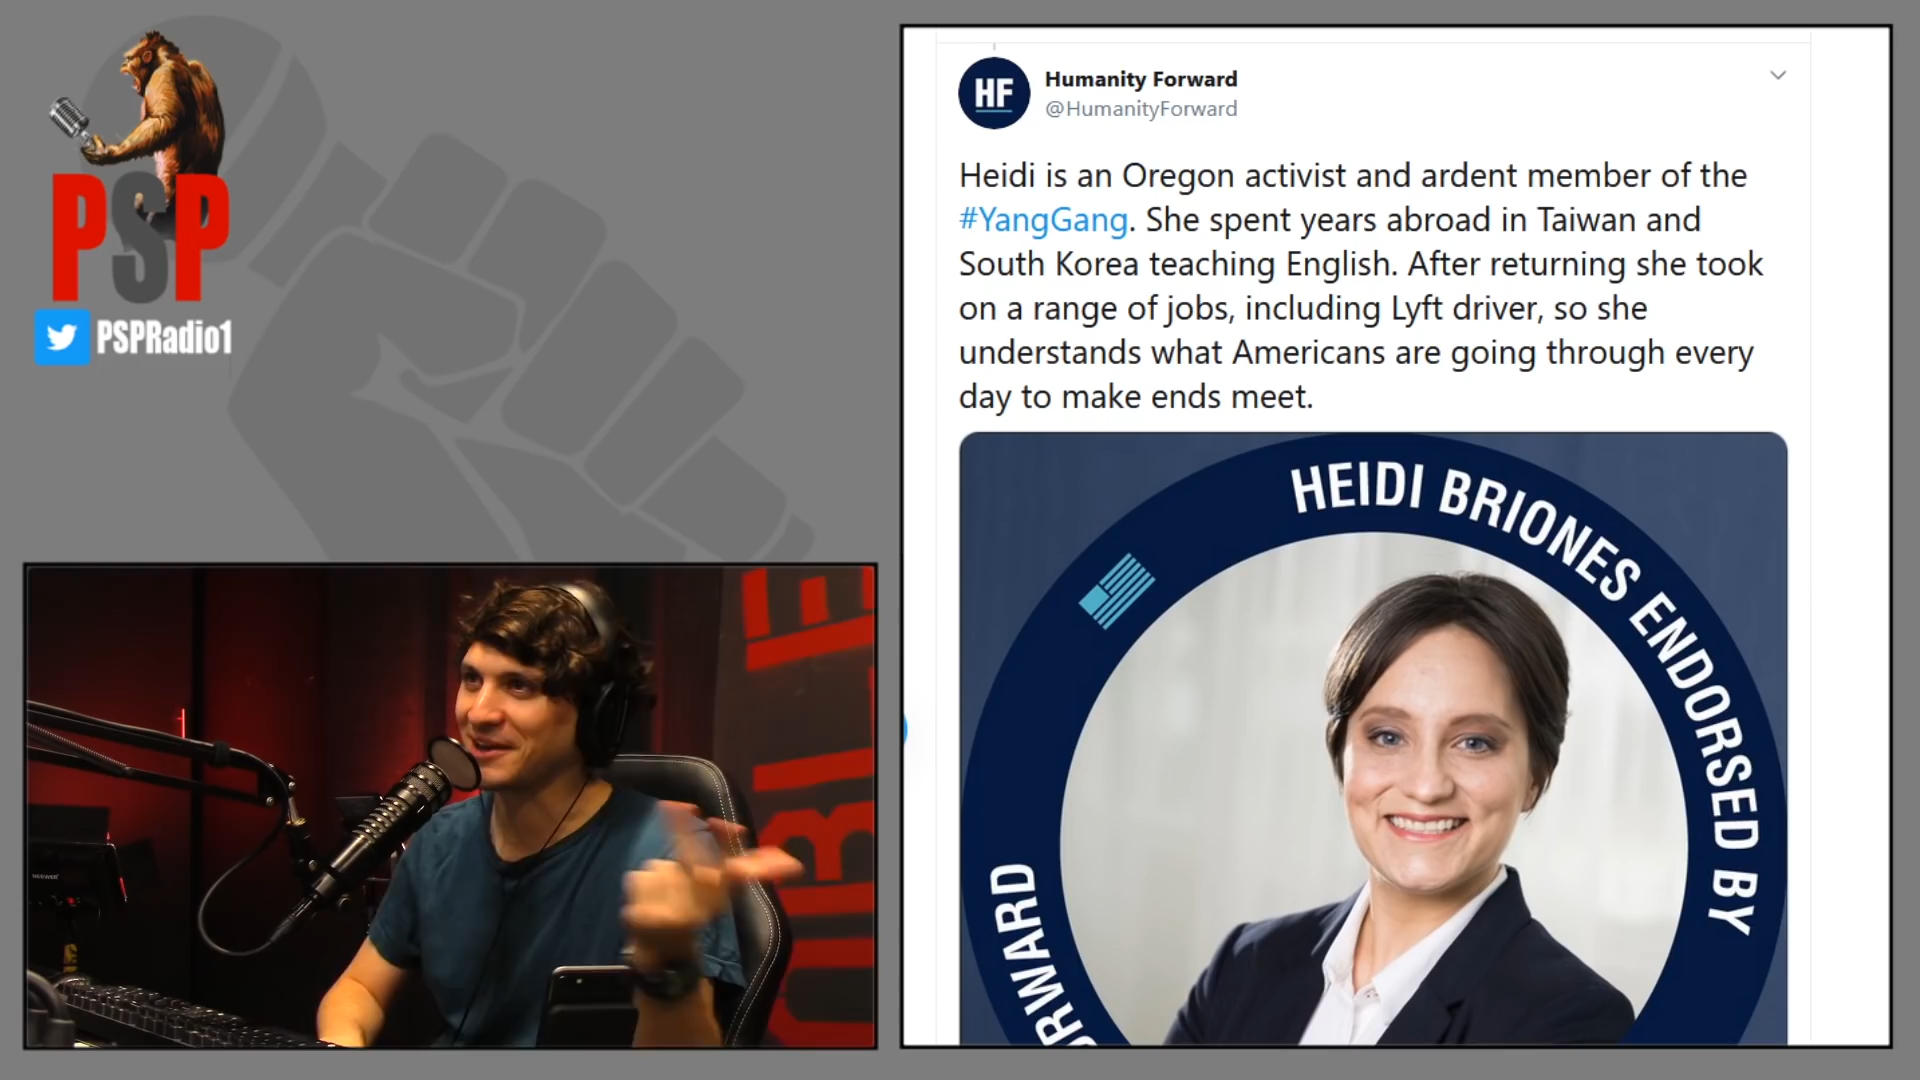 PSP
PSPRadio1
HF
Humanity Forward
@HumanityForward
Heidi is an Oregon activist and ardent member of the
#YangGang. She spent years abroad in Taiwan and
South Korea teaching English. After returning she took
on a range of jobs, including Lyft driver, so she
understands what Americans are going through every
day to make ends meet.
HEIDI BRIONES ENDORSED BY
NEEWER